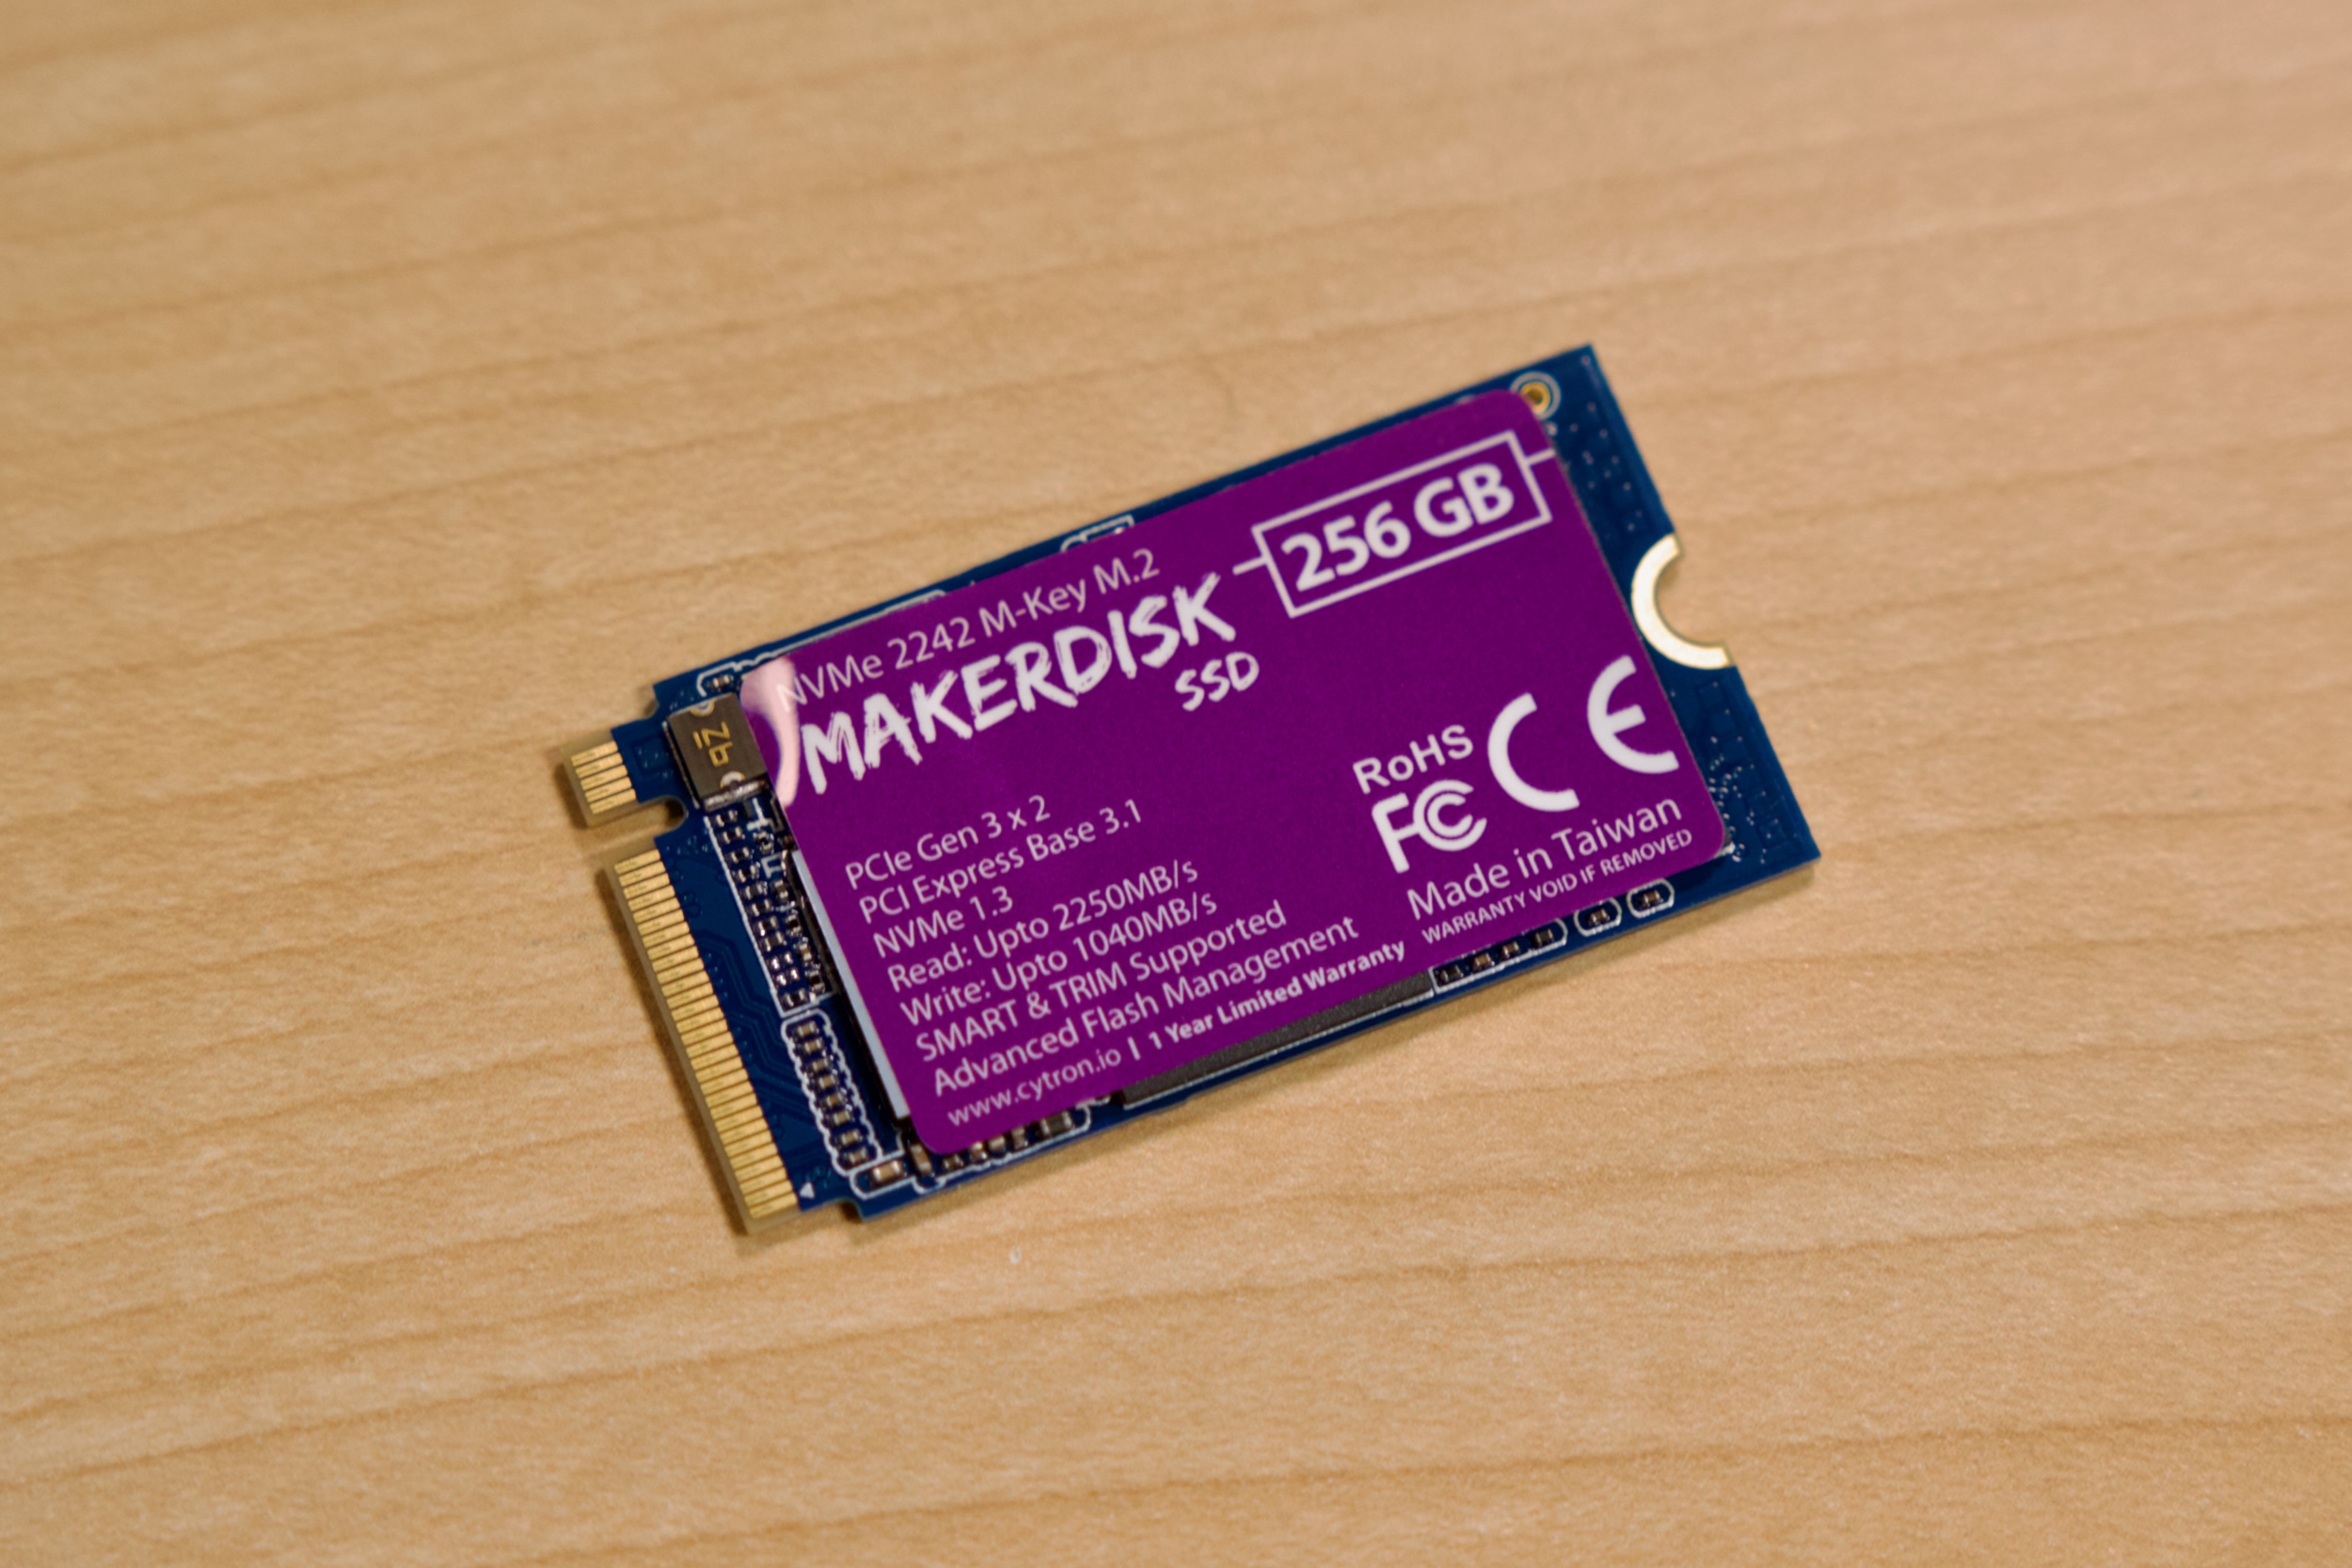 NVMe 2242 M-Key M.2
MAKERDISK
SSD
256 GB
PCIe Gen 3 x 2
PCI Express Base 3.1
NVMe 1.3
Read: Upto 2250MB/s
Write: Upto 1040MB/s
SMART & TRIM Supported
Advanced Flash Management
www.cytron.io | 1 Year Limited Warranty
RoHS
FC CE
Made in Taiwan
WARRANTY VOID IF REMOVED